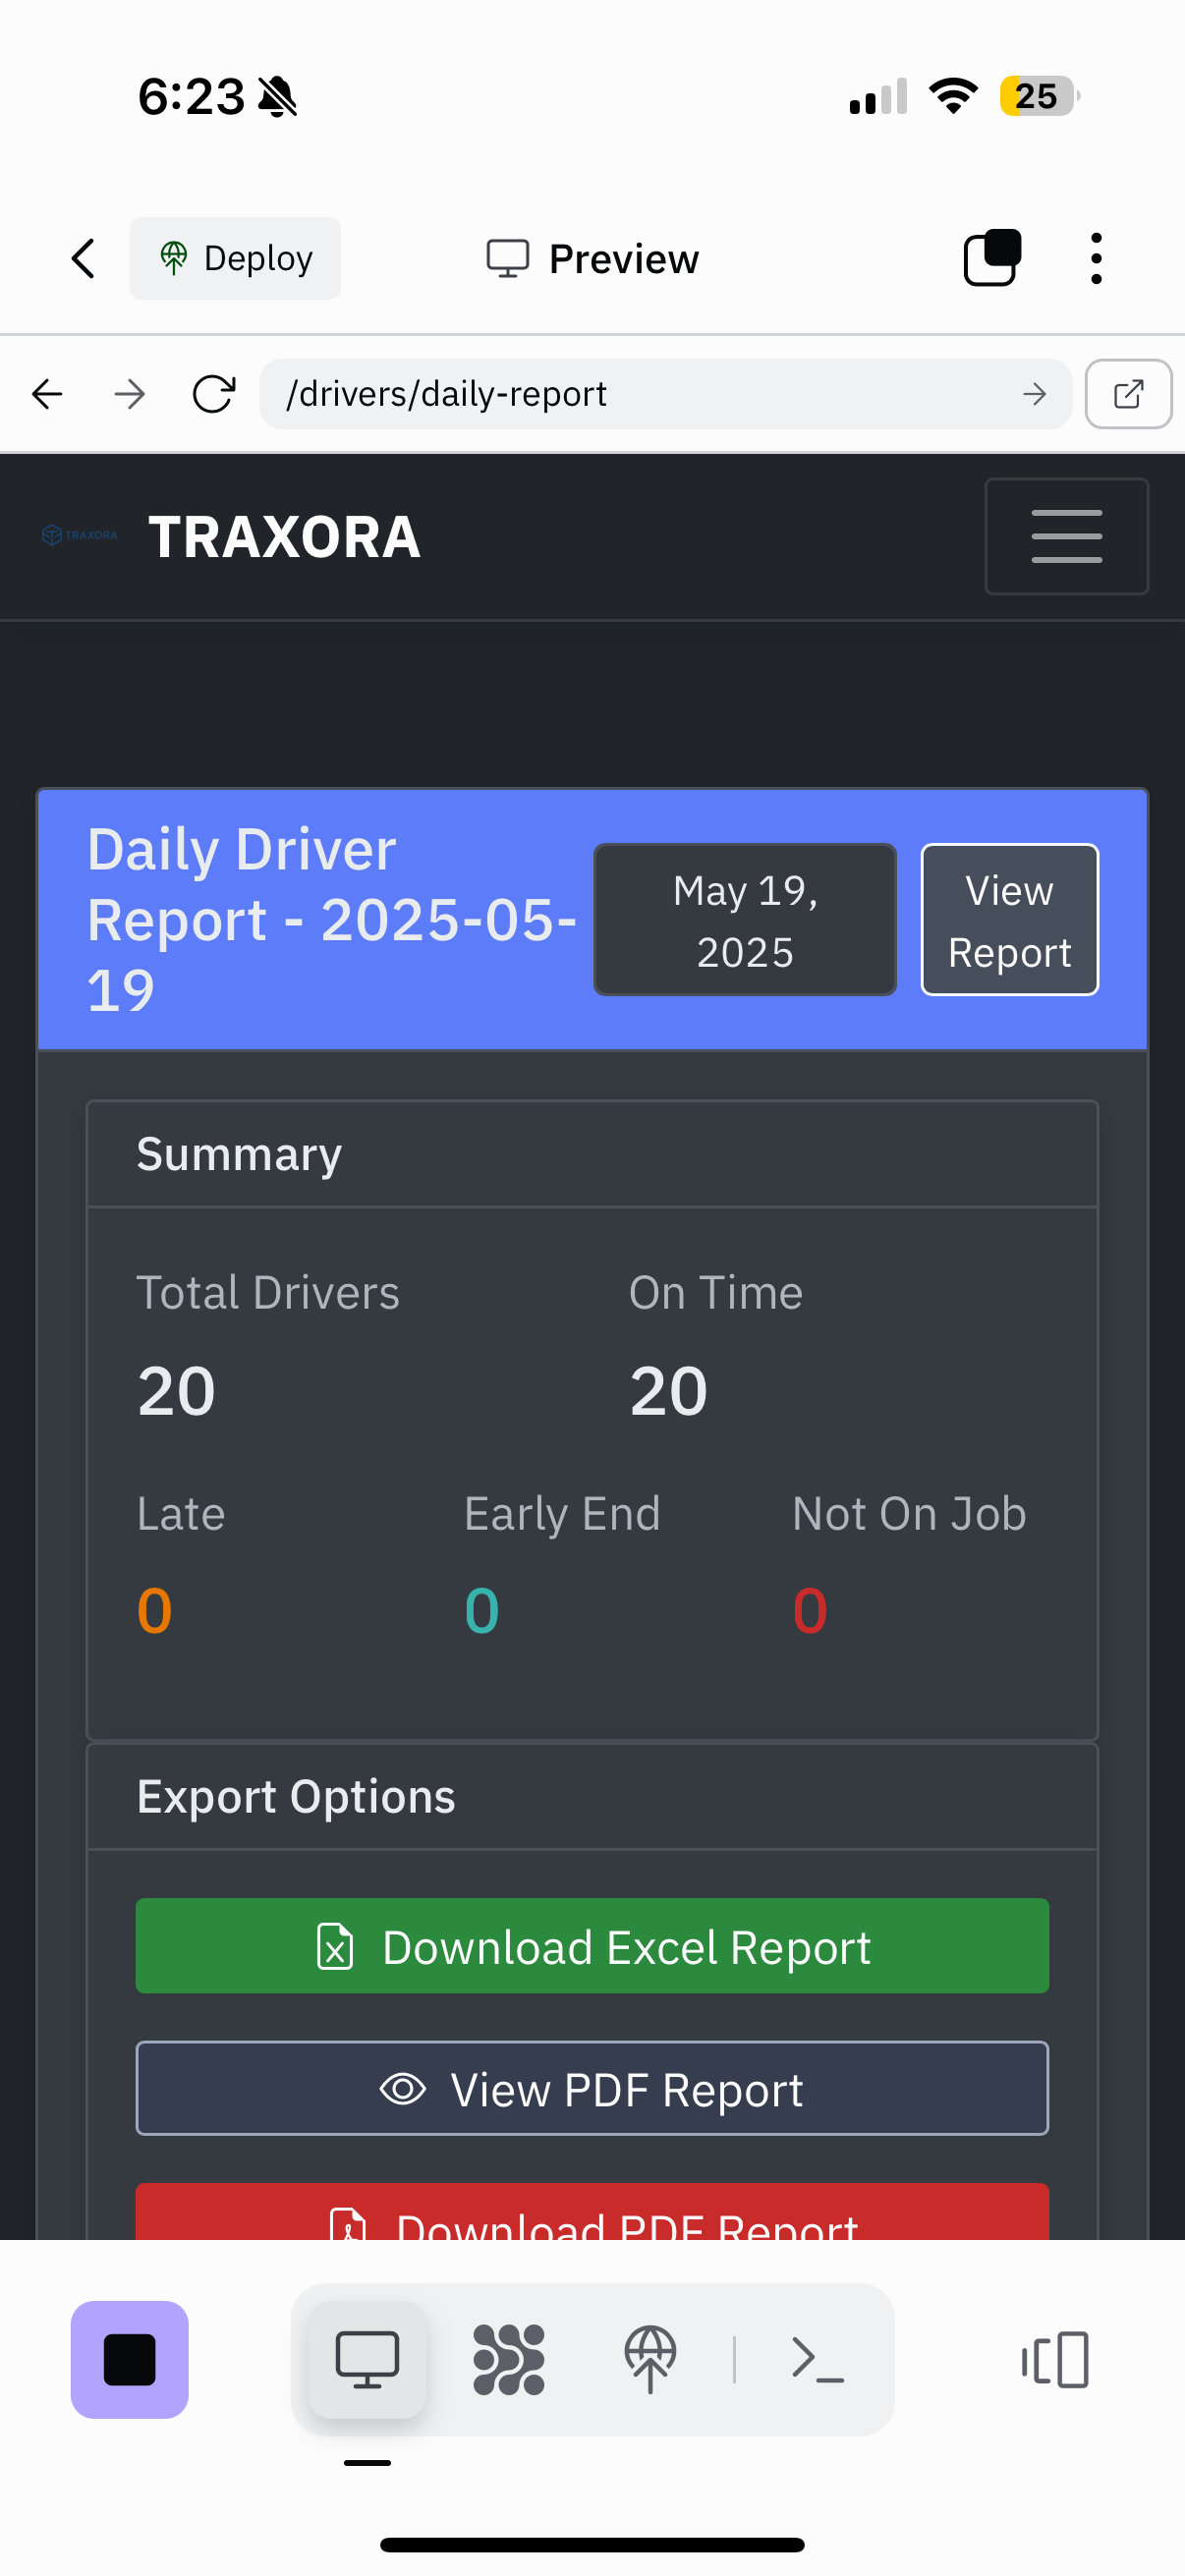 6:23
25
Deploy
Preview
/drivers/daily-report
TRAXORA
TRAXORA
Daily Driver
Report - 2025-05-
19
May 19,
2025
View
Report
Summary
Total Drivers
On Time
20
20
Late
Early End
Not On Job
0
0
0
Export Options
Download Excel Report
View PDF Report
Download PDF Report